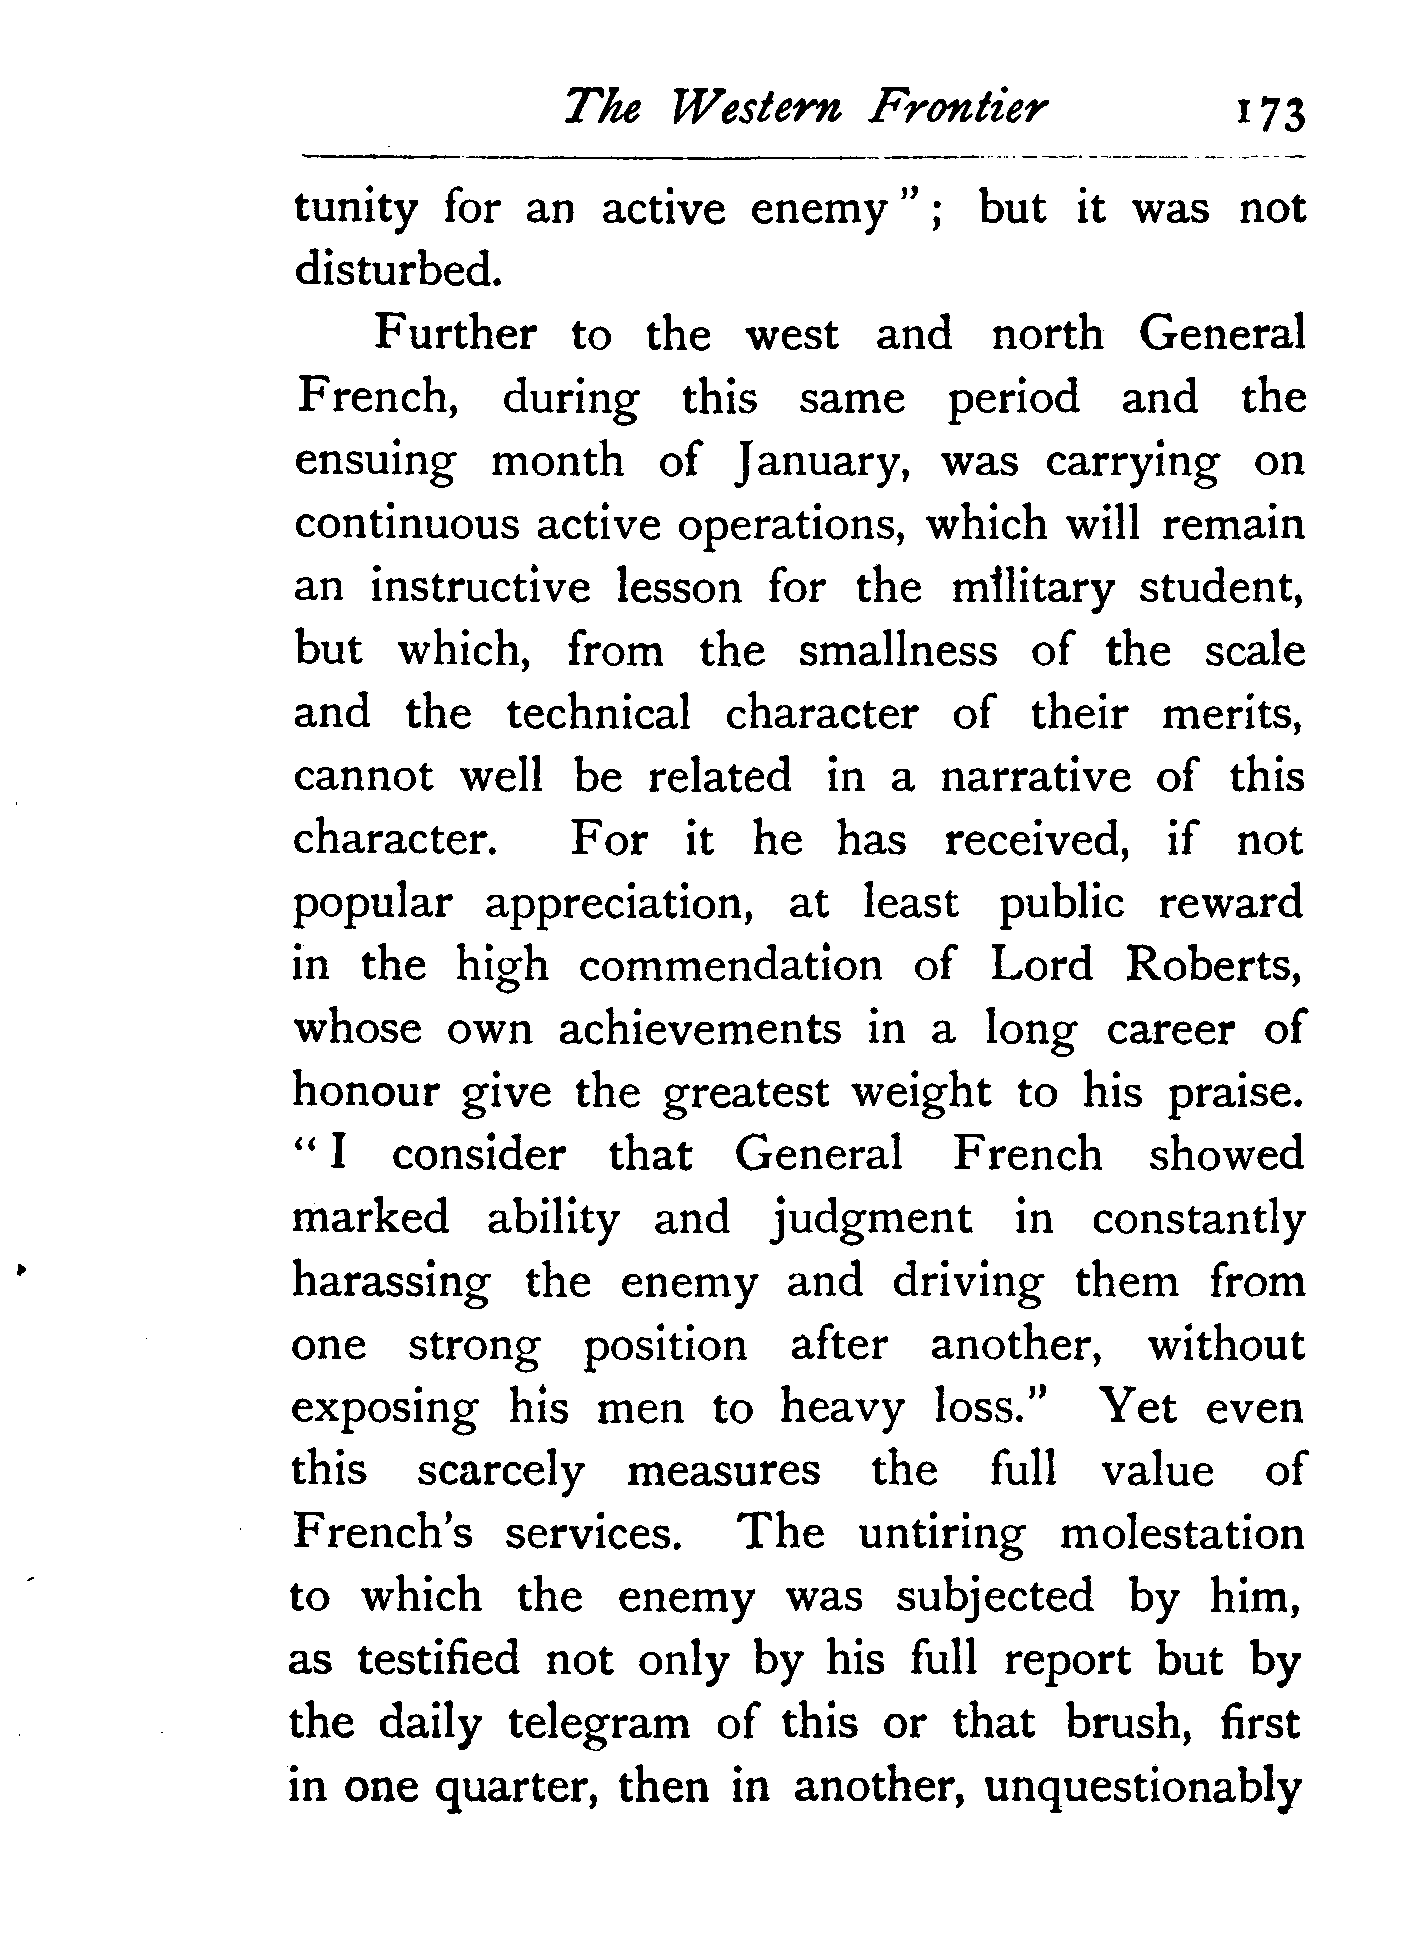 The Western Frontier 173
tunity for an active enemy"; but it was not
disturbed.
Further to the west and north General
French, during this same period and the
ensuing month of January, was carrying on
continuous active operations, which will remain
an instructive lesson for the military student,
but which, from the smallness of the scale
and the technical character of their merits,
cannot well be related in a narrative of this
character. For it he has received, if not
popular appreciation, at least public reward
in the high commendation of Lord Roberts,
whose own achievements in a long career of
honour give the greatest weight to his praise.
"I consider that General French showed
marked ability and judgment in constantly
harassing the enemy and driving them from
one strong position after another, without
exposing his men to heavy loss." Yet even
this scarcely measures the full value of
French's services. The untiring molestation
to which the enemy was subjected by him,
as testified not only by his full report but by
the daily telegram of this or that brush, first
in one quarter, then in another, unquestionably